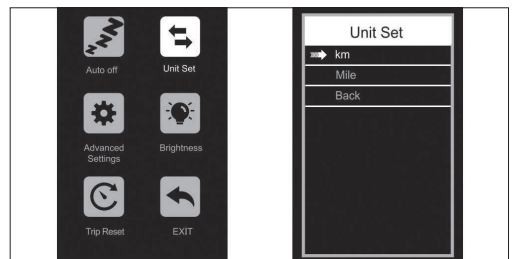 Auto off
Unit Set
Advanced
Settings
Brightness
Trip Reset
EXIT
Unit Set
km
Mile
Back